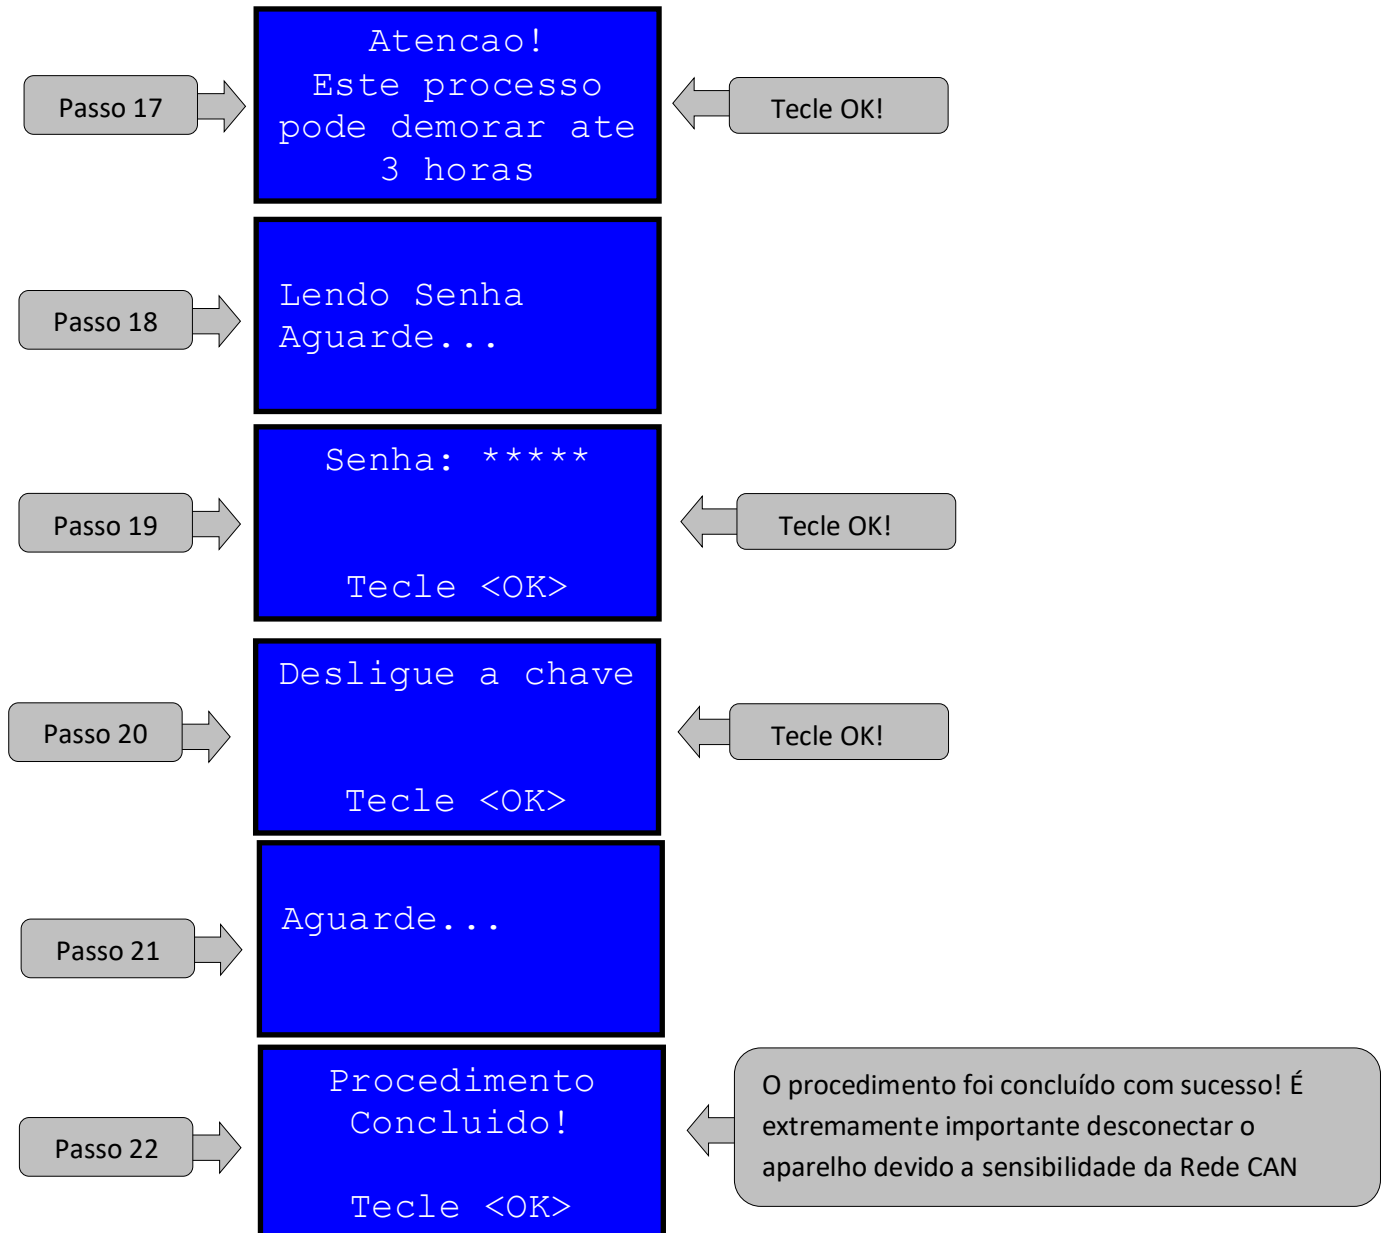 Passo 17
Atencao!
Este processo
pode demorar ate
3 horas
Tecle OK!
Passo 18
Lendo Senha
Aguarde...
Passo 19
Senha: *****
Tecle <OK>
Tecle OK!
Passo 20
Desligue a chave
Tecle <OK>
Tecle OK!
Passo 21
Aguarde...
Passo 22
Procedimento
Concluido!
Tecle <OK>
O procedimento foi concluído com sucesso! É
extremamente importante desconectar o
aparelho devido a sensibilidade da Rede CAN